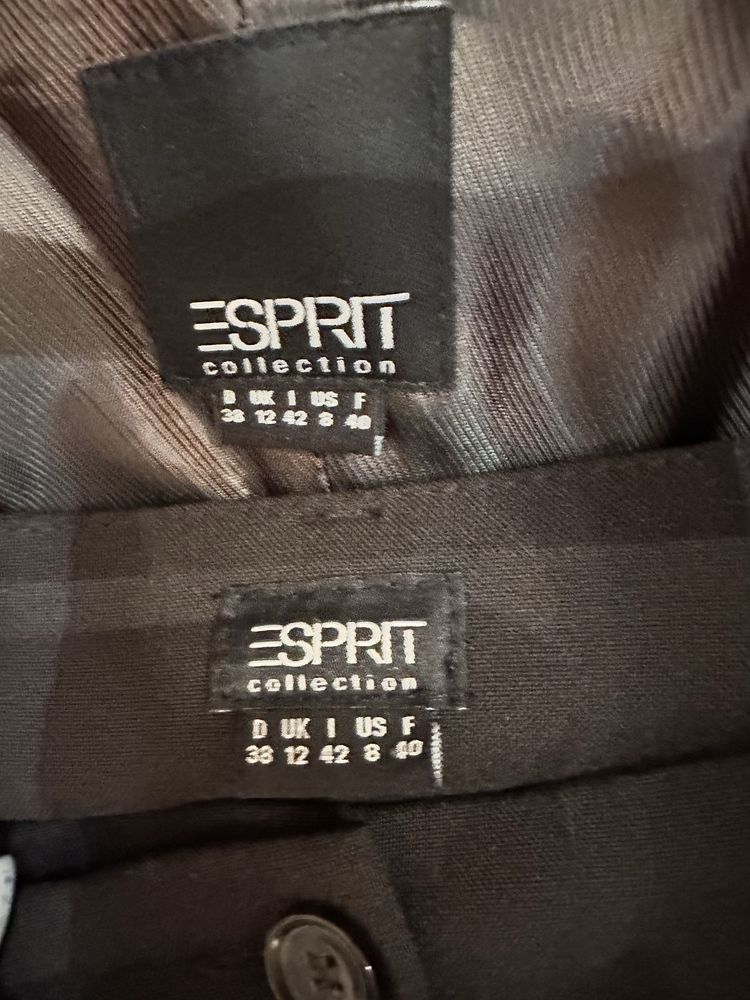 ESPRIT
collection
D UK I US F
38 12 42 8 40
ESPRIT
collection
D UK I US F
38 12 42 8 40